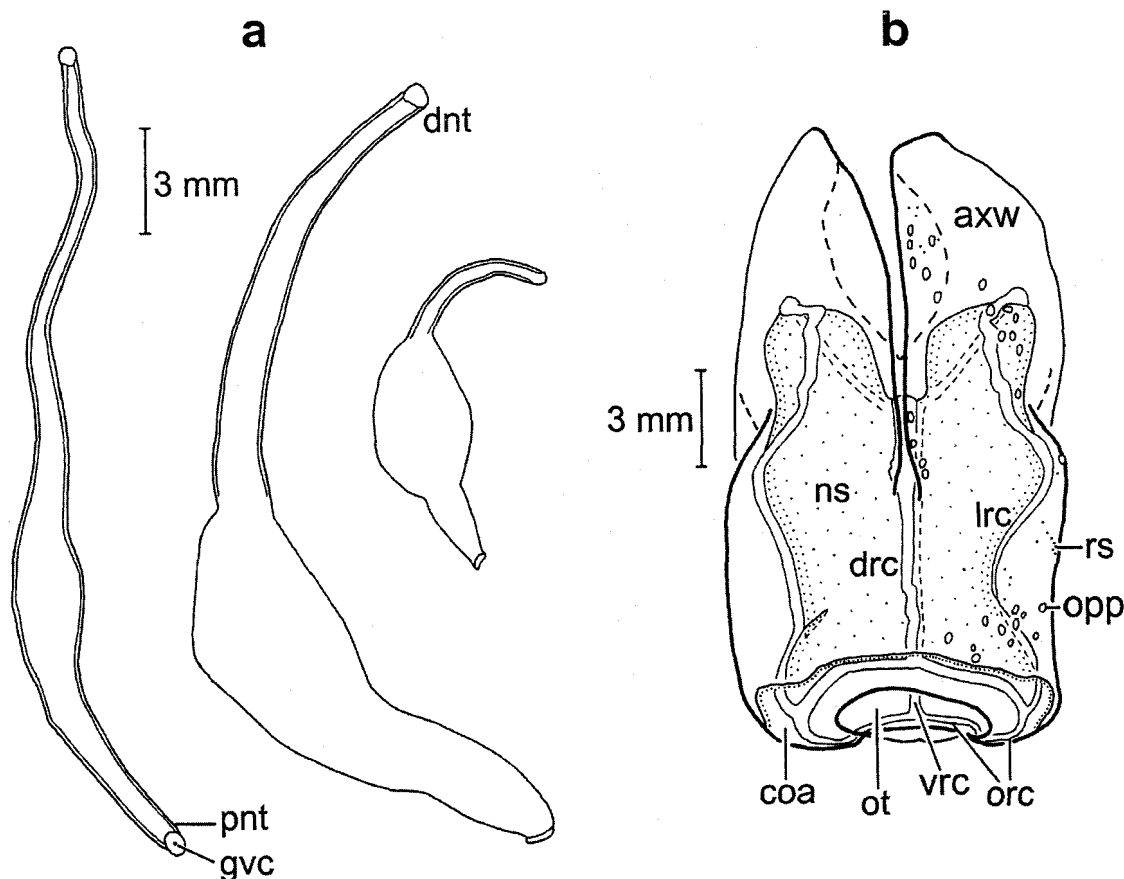 a
dnt
3 mm
pnt
gvc
b
axw
3 mm
ns
lrc
drc
rs
opp
coa
ot
vrc
orc